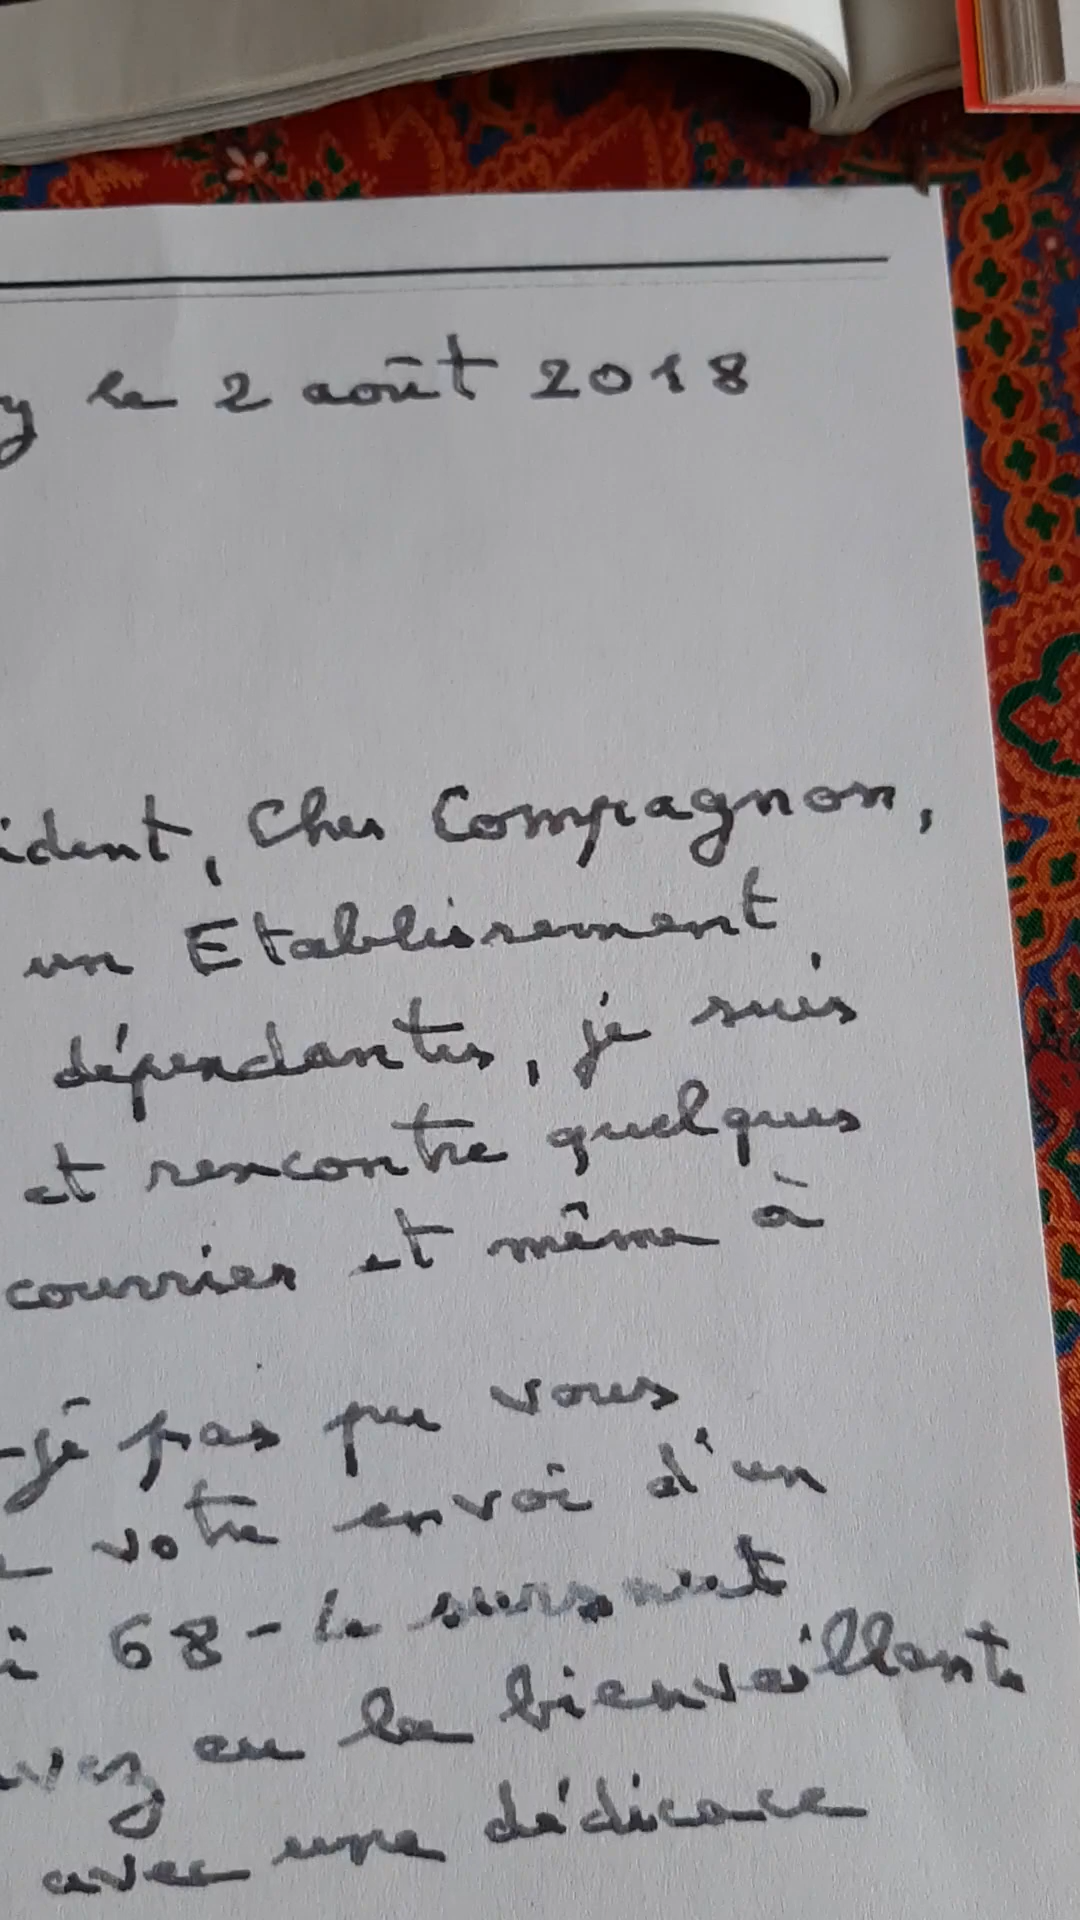 y le 2 août 2018
ident, Cher Compagnon,
un Etablissement
dépendantes, je suis
et rencontre quelques
courrier et même à
-je pas pu vous
votre envoi d'un
i 68 - le
vez eu la bienveillante
avec une dédicace